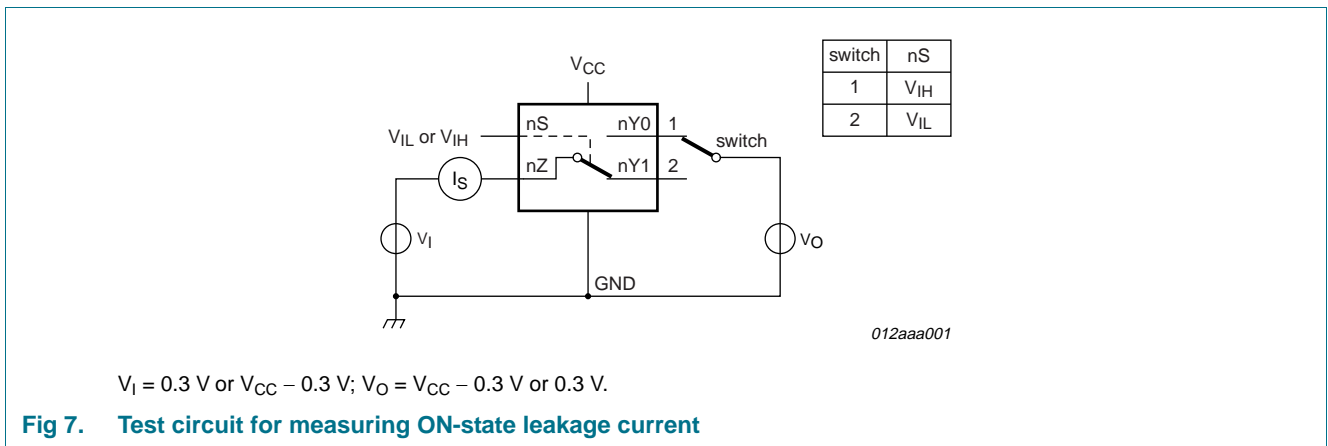 switch nS
1 VIH
2 VIL
VCC
VIL or VIH
nS
nY0
1
switch
nZ
nY1
2
IS
VI
VO
GND
012aaa001
VI = 0.3 V or VCC − 0.3 V; VO = VCC − 0.3 V or 0.3 V.
Fig 7. Test circuit for measuring ON-state leakage current